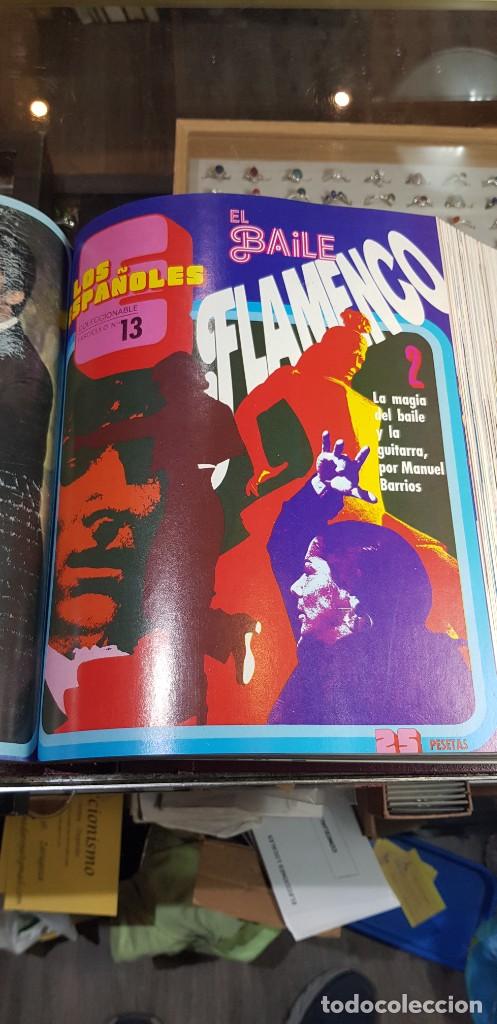 EL
BAiLE
FLAMENCO
LOS
ESPAÑOLES
COLECCIONABLE
FASCICULO Nº 13
2
La magia
del baile
y la
guitarra,
por Manuel
Barrios
25 PESETAS
todocoleccion